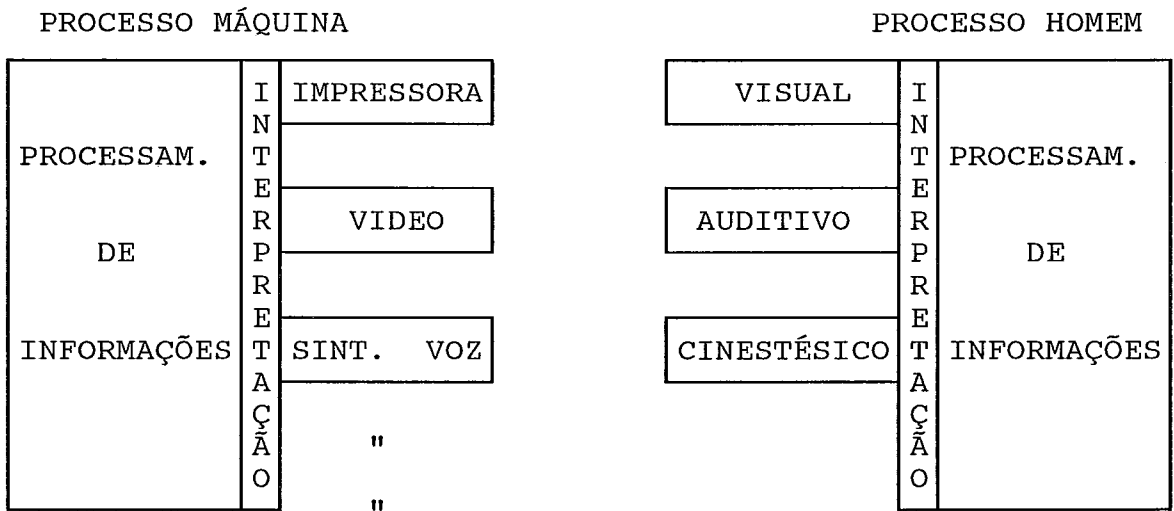 PROCESSO MÁQUINA
PROCESSAM.
DE
INFORMAÇÕES
INTERPRETAÇÃO
IMPRESSORA
VIDEO
SINT. VOZ
"
"
PROCESSO HOMEM
VISUAL
AUDITIVO
CINESTÉSICO
INTERPRETAÇÃO
PROCESSAM.
DE
INFORMAÇÕES